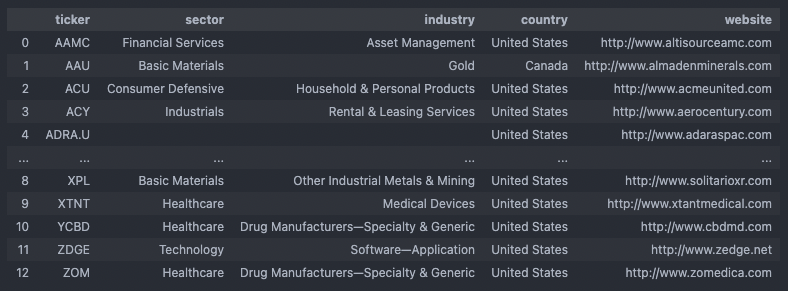 ticker sector industry country website
0 AAMC Financial Services Asset Management United States http://www.altisourceamc.com
1 AAU Basic Materials Gold Canada http://www.almadenminerals.com
2 ACU Consumer Defensive Household & Personal Products United States http://www.acmeunited.com
3 ACY Industrials Rental & Leasing Services United States http://www.aerocentury.com
4 ADRA.U United States http://www.adaraspac.com
... ... ... ... ... ...
8 XPL Basic Materials Other Industrial Metals & Mining United States http://www.solitarioxr.com
9 XTNT Healthcare Medical Devices United States http://www.xtantmedical.com
10 YCBD Healthcare Drug Manufacturers—Specialty & Generic United States http://www.cbdmd.com
11 ZDGE Technology Software—Application United States http://www.zedge.net
12 ZOM Healthcare Drug Manufacturers—Specialty & Generic United States http://www.zomedica.com